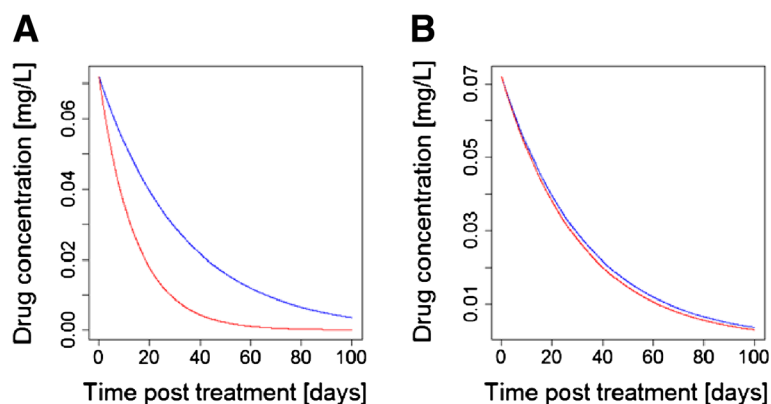 A
B
Drug concentration [mg/L]
0.06
0.04
0.02
0.00
0 20 40 60 80 100
Time post treatment [days]
Drug concentration [mg/L]
0.07
0.05
0.03
0.01
0 20 40 60 80 100
Time post treatment [days]